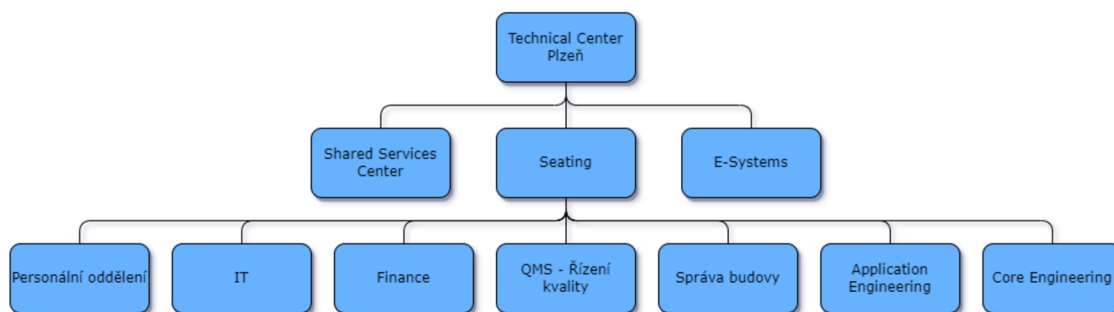 Technical Center
Plzeň
Shared Services
Center
Seating
E-Systems
Personální oddělení
IT
Finance
QMS - Řízení
kvality
Správa budovy
Application
Engineering
Core Engineering